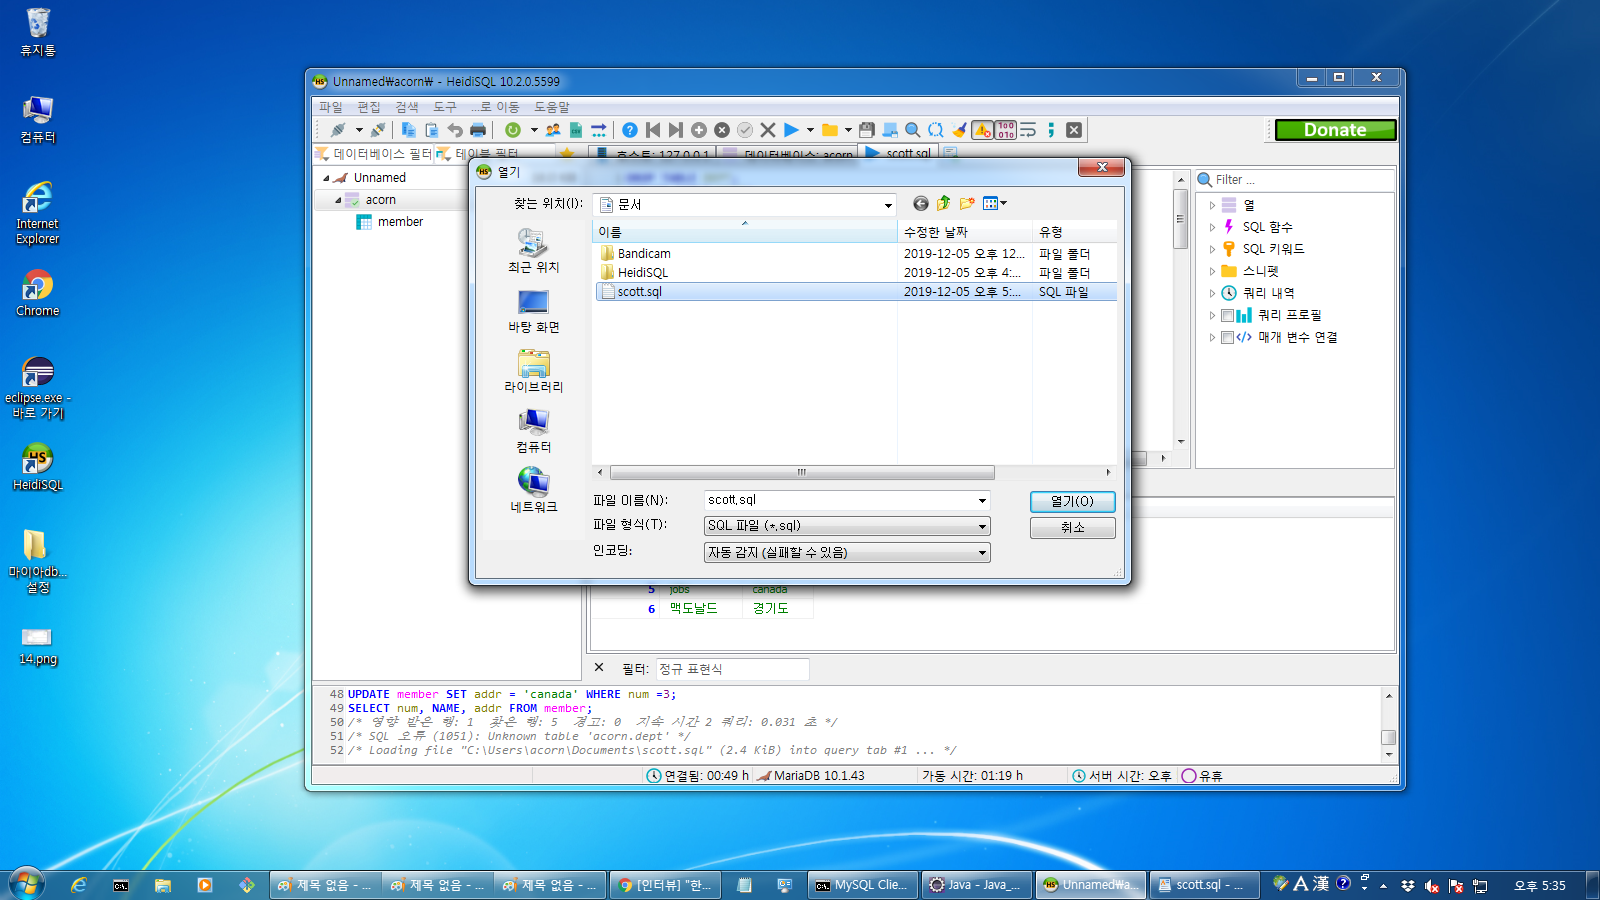 휴지통
컴퓨터
Internet Explorer
Chrome
eclipse.exe - 바로 가기
HeidiSQL
마이아db... 설정
14.png
Unnamed₩acorn₩ - HeidiSQL 10.2.0.5599
파일 편집 검색 도구 ...로 이동 도움말
Donate
데이터베이스 필터 테이블 필터
호스트: 127.0.0.1 데이터베이스: acorn scott.sql
Unnamed
acorn
member
열기
찾는 위치(I): 문서
이름 수정한 날짜 유형
Bandicam 2019-12-05 오후 12... 파일 폴더
HeidiSQL 2019-12-05 오후 4:... 파일 폴더
scott.sql 2019-12-05 오후 5:... SQL 파일
최근 위치
바탕 화면
라이브러리
컴퓨터
네트워크
파일 이름(N): scott.sql 열기(O)
파일 형식(T): SQL 파일 (*.sql) 취소
인코딩: 자동 감지 (실패할 수 있음)
Filter ...
열
SQL 함수
SQL 키워드
스니펫
쿼리 내역
쿼리 프로필
매개 변수 연결
5 jobs canada
6 맥도날드 경기도
필터: 정규 표현식
48 UPDATE member SET addr = 'canada' WHERE num =3;
49 SELECT num, NAME, addr FROM member;
50 /* 영향 받은 행: 1 찾은 행: 5 경고: 0 지속 시간 2 쿼리: 0.031 초 */
51 /* SQL 오류 (1051): Unknown table 'acorn.dept' */
52 /* Loading file "C:\Users\acorn\Documents\scott.sql" (2.4 KiB) into query tab #1 ... */
연결됨: 00:49 h MariaDB 10.1.43 가동 시간: 01:19 h 서버 시간: 오후 유휴
제목 없음 - ... 제목 없음 - ... 제목 없음 - ... [인터뷰] "한... MySQL Clie... Java - Java_... Unnamed₩a... scott.sql - ... A 漢 오후 5:35